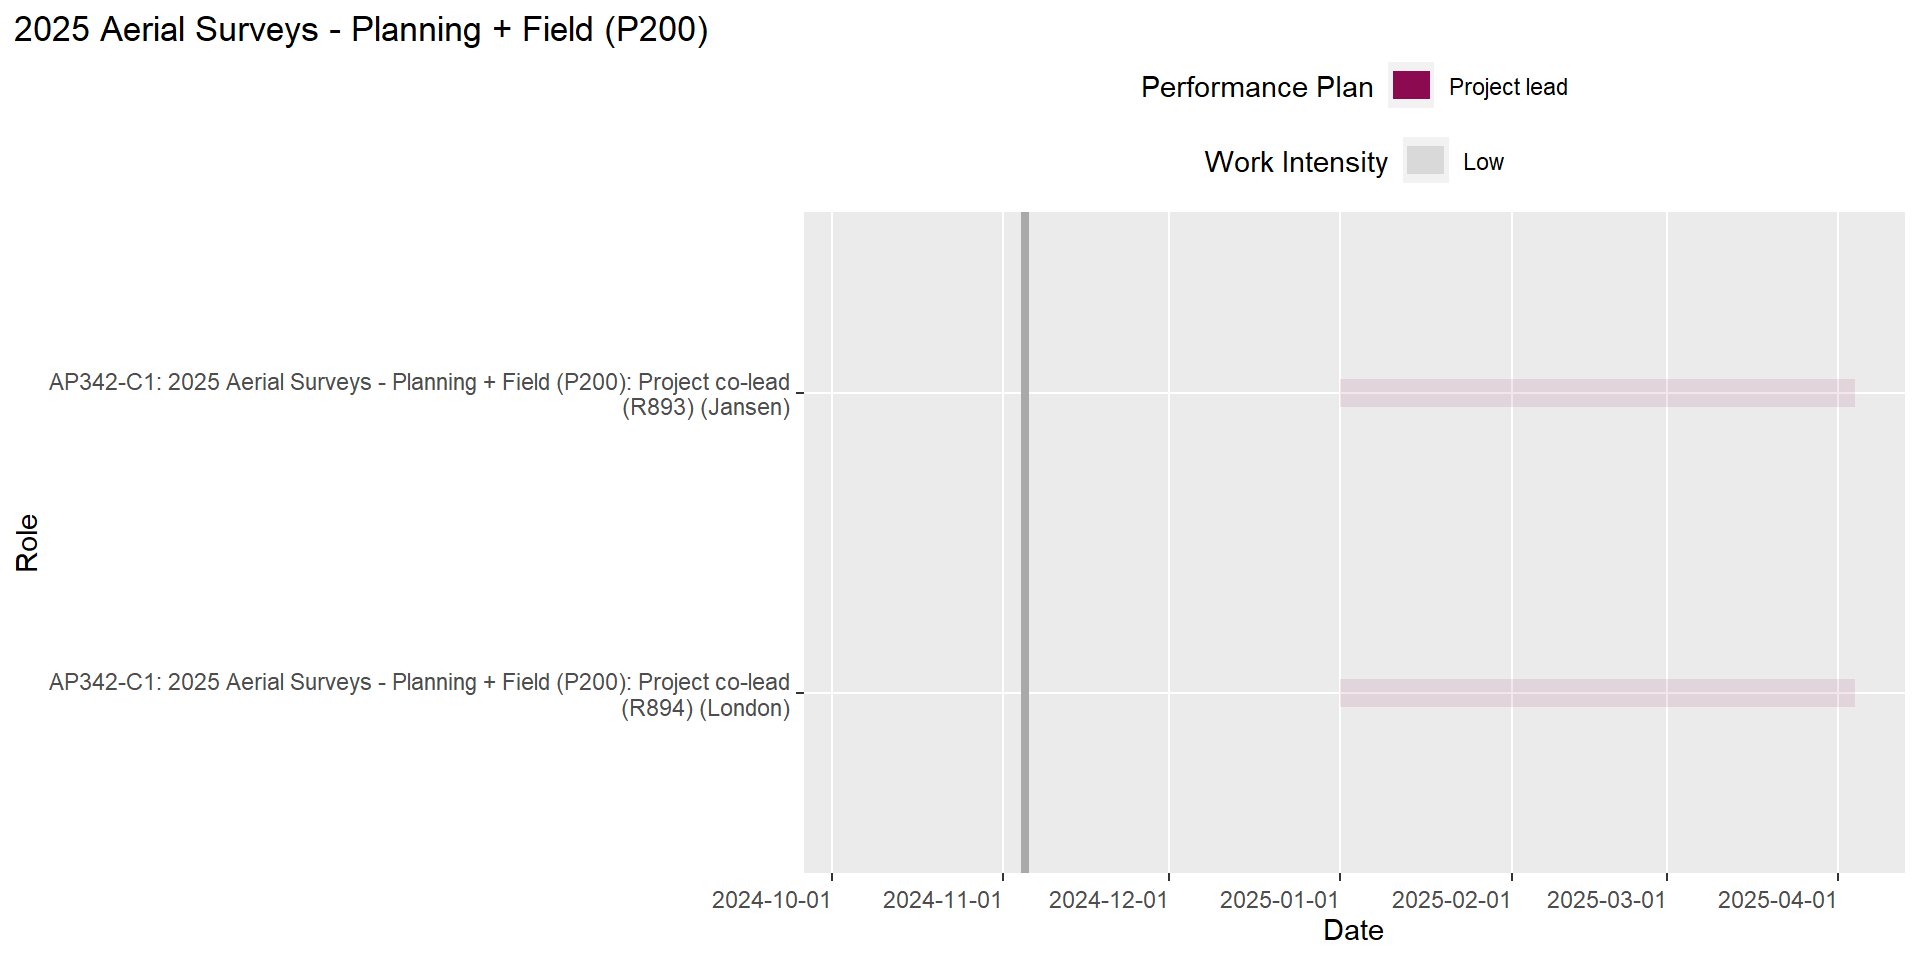 2025 Aerial Surveys - Planning + Field (P200)
Performance Plan Project lead
Work Intensity Low
AP342-C1: 2025 Aerial Surveys - Planning + Field (P200): Project co-lead
(R893) (Jansen)
Role
AP342-C1: 2025 Aerial Surveys - Planning + Field (P200): Project co-lead
(R894) (London)
2024-10-01 2024-11-01 2024-12-01 2025-01-01 2025-02-01 2025-03-01 2025-04-01
Date